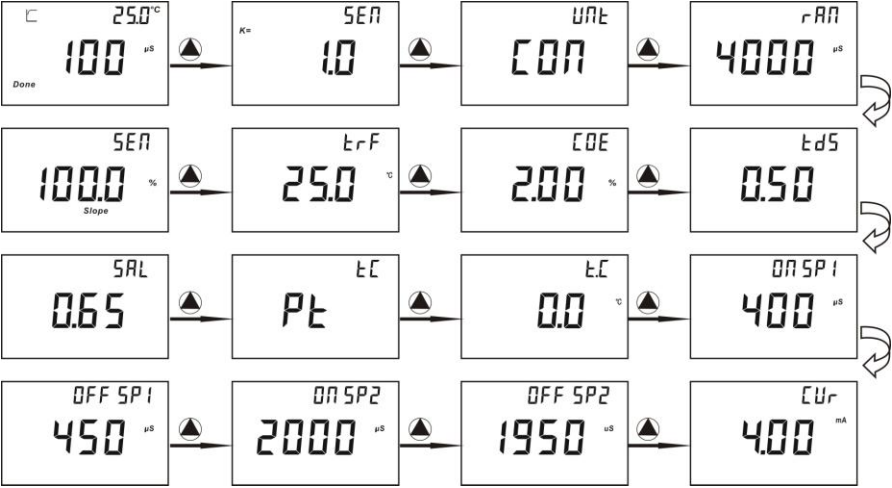 25.0°C
100 µS
Done
SEN
K=
1.0
UNt
CON
rAN
4000 µS
SEN
100.0 %
Slope
trF
25.0 ℃
COE
2.00 %
tdS
0.50
SAL
0.65
tC
Pt
t.C
0.0 ℃
ON SP1
400 µS
OFF SP1
450 µS
ON SP2
2000 µS
OFF SP2
1950 uS
CUr
4.00 mA